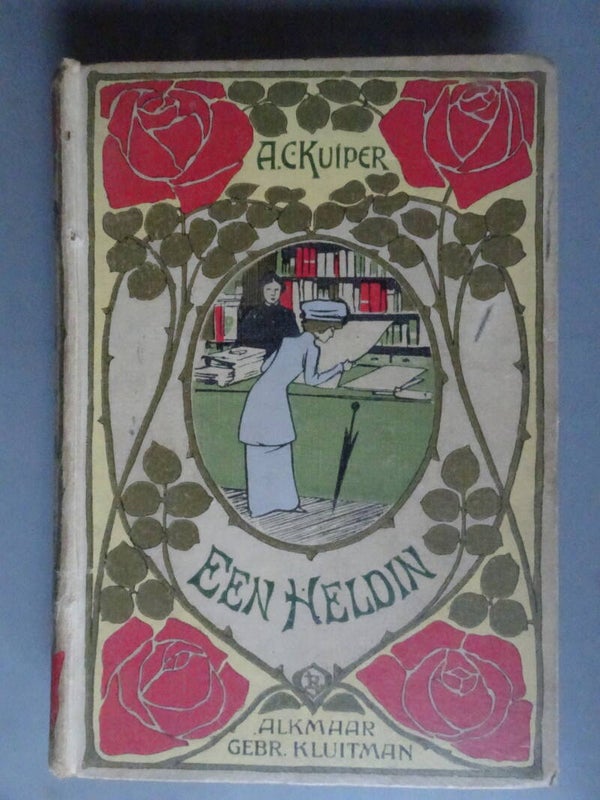 A.C. KUIPER
EEN HELDIN
ALKMAAR
GEBR. KLUITMAN